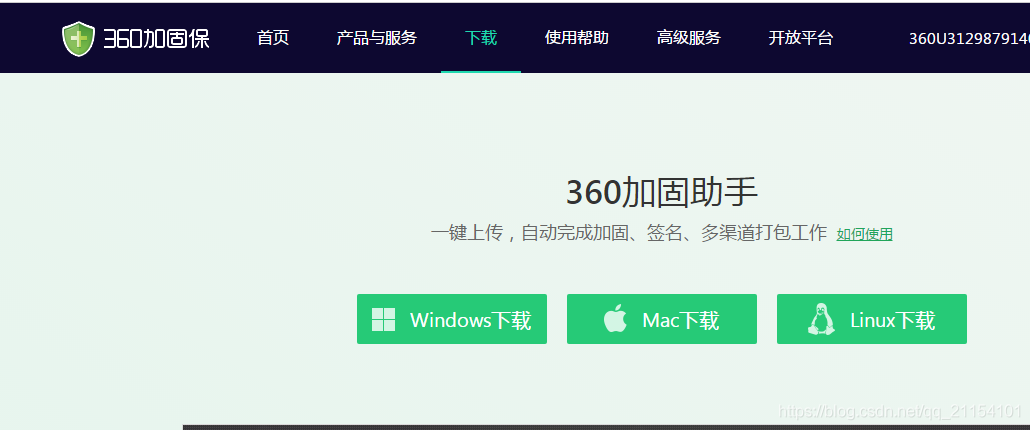 360加固保 首页 产品与服务 下载 使用帮助 高级服务 开放平台 360U312987914
360加固助手
一键上传，自动完成加固、签名、多渠道打包工作 如何使用
Windows下载 Mac下载 Linux下载
https://blog.csdn.net/qq_21154101